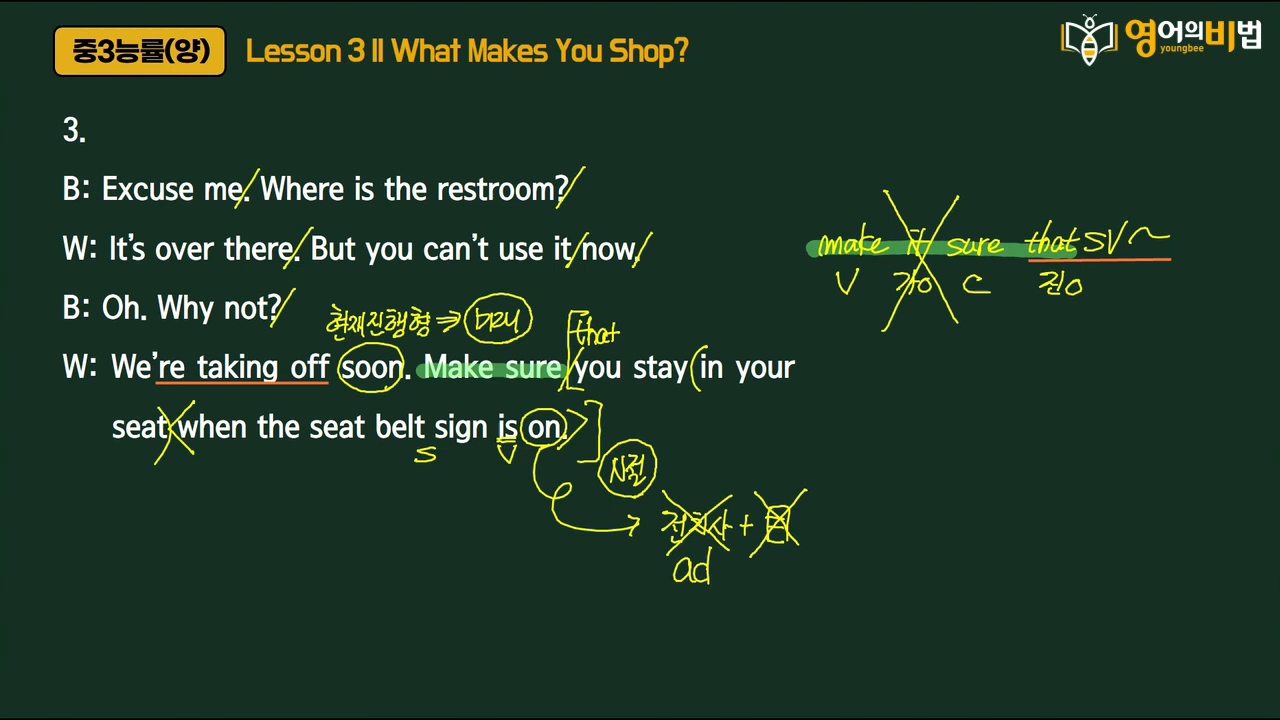 중3능률(양) Lesson 3 II What Makes You Shop?
영어의비법
youngbee
3.
B: Excuse me. Where is the restroom?
W: It's over there. But you can't use it now.
make it sure that SV~
V 가O C 진O
B: Oh. Why not?
현재진행형 ⇒ 미래
that
W: We're taking off soon. Make sure you stay in your
seat when the seat belt sign is on.
S V
시절
전치사 +
ad